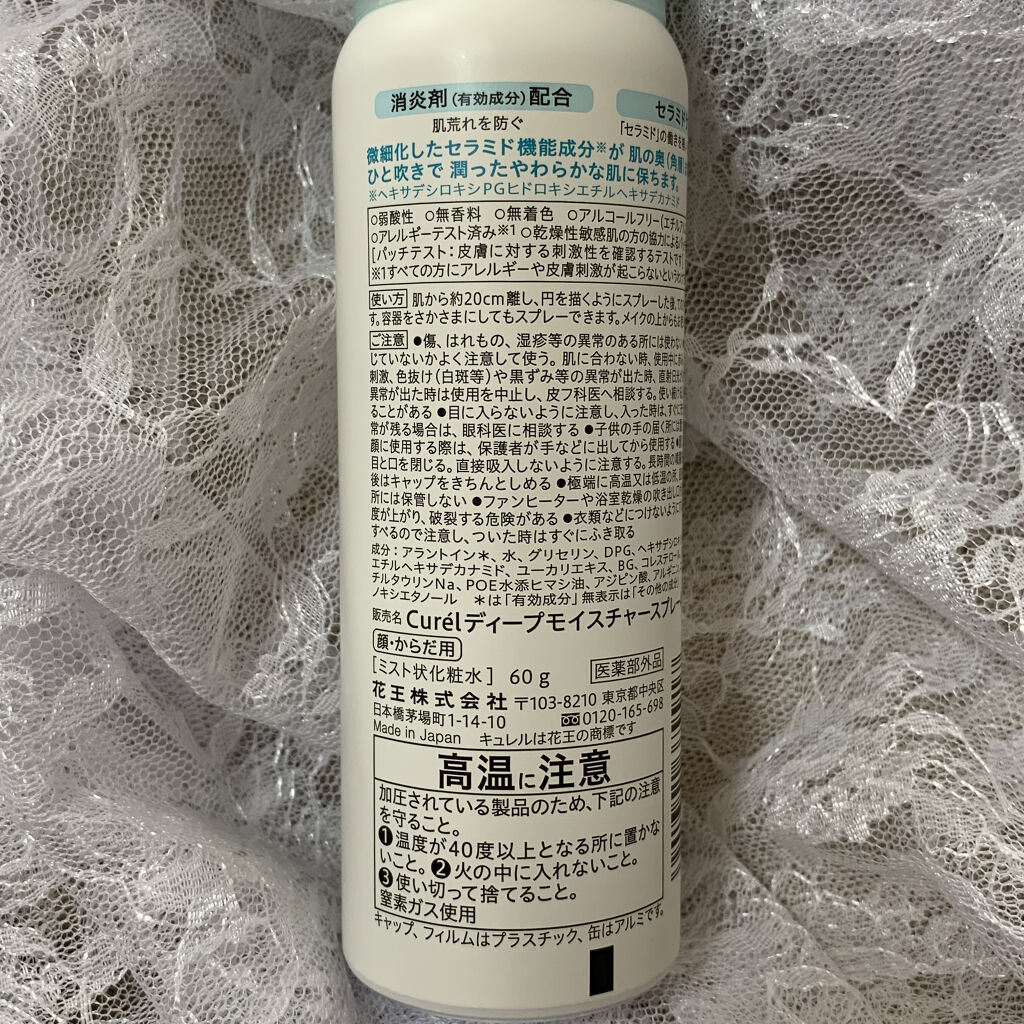 消炎剤(有効成分)配合
肌荒れを防ぐ
セラミド
「セラミド」の働きを
微細化したセラミド機能成分※が 肌の奥(角層)
ひと吹きで 潤ったやわらかな肌に保ちます。
※ヘキサデシロキシPGヒドロキシエチルヘキサデカナミド
○弱酸性 ○無香料 ○無着色 ○アルコールフリー(エチルア
○アレルギーテスト済み※1 ○乾燥性敏感肌の方の協力による
[パッチテスト:皮膚に対する刺激性を確認するテストです
※1すべての方にアレルギーや皮膚刺激が起こらないという
使い方 肌から約20cm離し、円を描くようにスプレーした後、
す。容器をさかさまにしてもスプレーできます。メイクの上からも
ご注意 ●傷、はれもの、湿疹等の異常のある所には使わない
じていないかよく注意して使う。肌に合わない時、使用中に
刺激、色抜け(白斑等)や黒ずみ等の異常が出た時、直射日光
異常が出た時は使用を中止し、皮フ科医へ相談する。使い続ける
ることがある ●目に入らないように注意し、入った時は、すぐに
常が残る場合は、眼科医に相談する ●子供の手の届く所には
顔に使用する際は、保護者が手などに出してから使用する ●
目と口を閉じる。直接吸入しないように注意する。長時間の
後はキャップをきちんとしめる ●極端に高温又は低温の所、
所には保管しない ●ファンヒーターや浴室乾燥の吹き出し口
度が上がり、破裂する危険がある ●衣類などにつけないように
すべるので注意し、ついた時はすぐにふき取る
成分:アラントイン*、水、グリセリン、DPG、ヘキサデシロキ
エチルヘキサデカナミド、ユーカリエキス、BG、コレステロール、
チルタウリンNa、POE水添ヒマシ油、アジピン酸、アルギニン、
ノキシエタノール *は「有効成分」無表示は「その他の成分」
販売名 Curélディープモイスチャースプレー
顔・からだ用
[ミスト状化粧水] 60g 医薬部外品
花王株式会社 〒103-8210 東京都中央区
日本橋茅場町1-14-10 0120-165-698
Made in Japan キュレルは花王の商標です
高温に注意
加圧されている製品のため、下記の注意
を守ること。
❶温度が40度以上となる所に置かな
いこと。❷火の中に入れないこと。
❸使い切って捨てること。
窒素ガス使用
キャップ、フィルムはプラスチック、缶はアルミです。